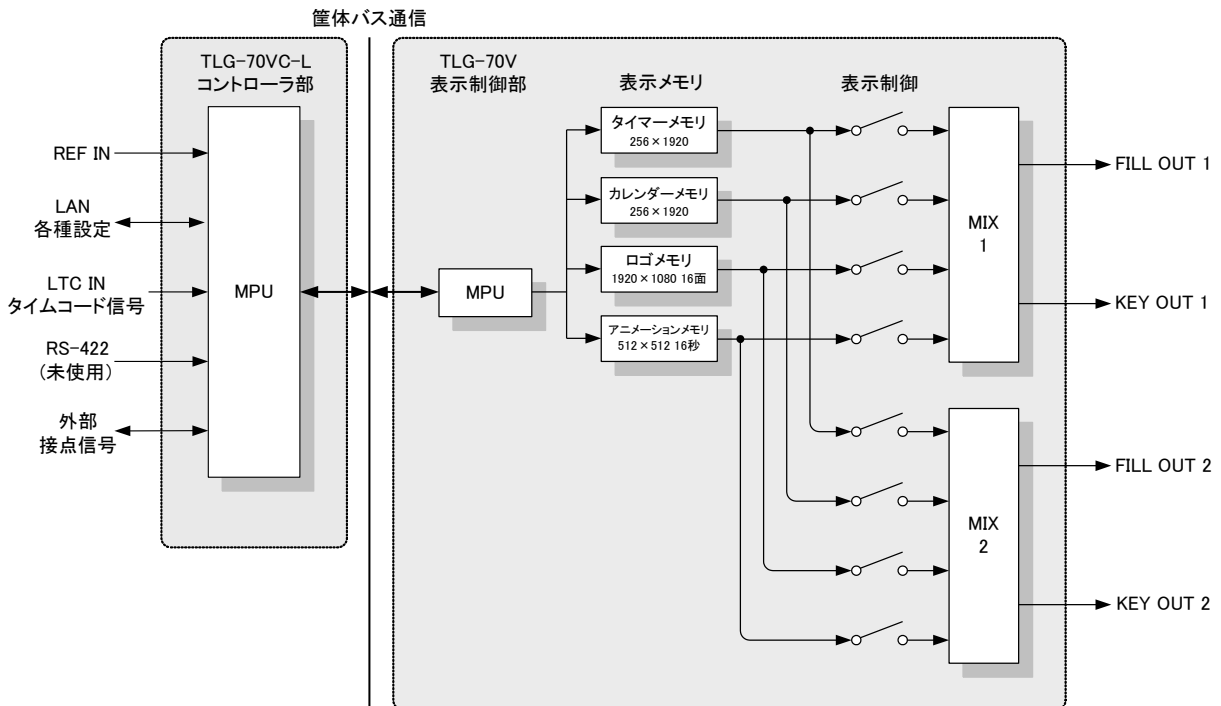 筐体バス通信
TLG-70VC-L
コントローラ部
MPU
REF IN
LAN
各種設定
LTC IN
タイムコード信号
RS-422
(未使用)
外部
接点信号
TLG-70V
表示制御部
MPU
表示メモリ
タイマーメモリ
256×1920
カレンダーメモリ
256×1920
ロゴメモリ
1920×1080 16面
アニメーションメモリ
512×512 16秒
表示制御
MIX
1
FILL OUT 1
KEY OUT 1
MIX
2
FILL OUT 2
KEY OUT 2